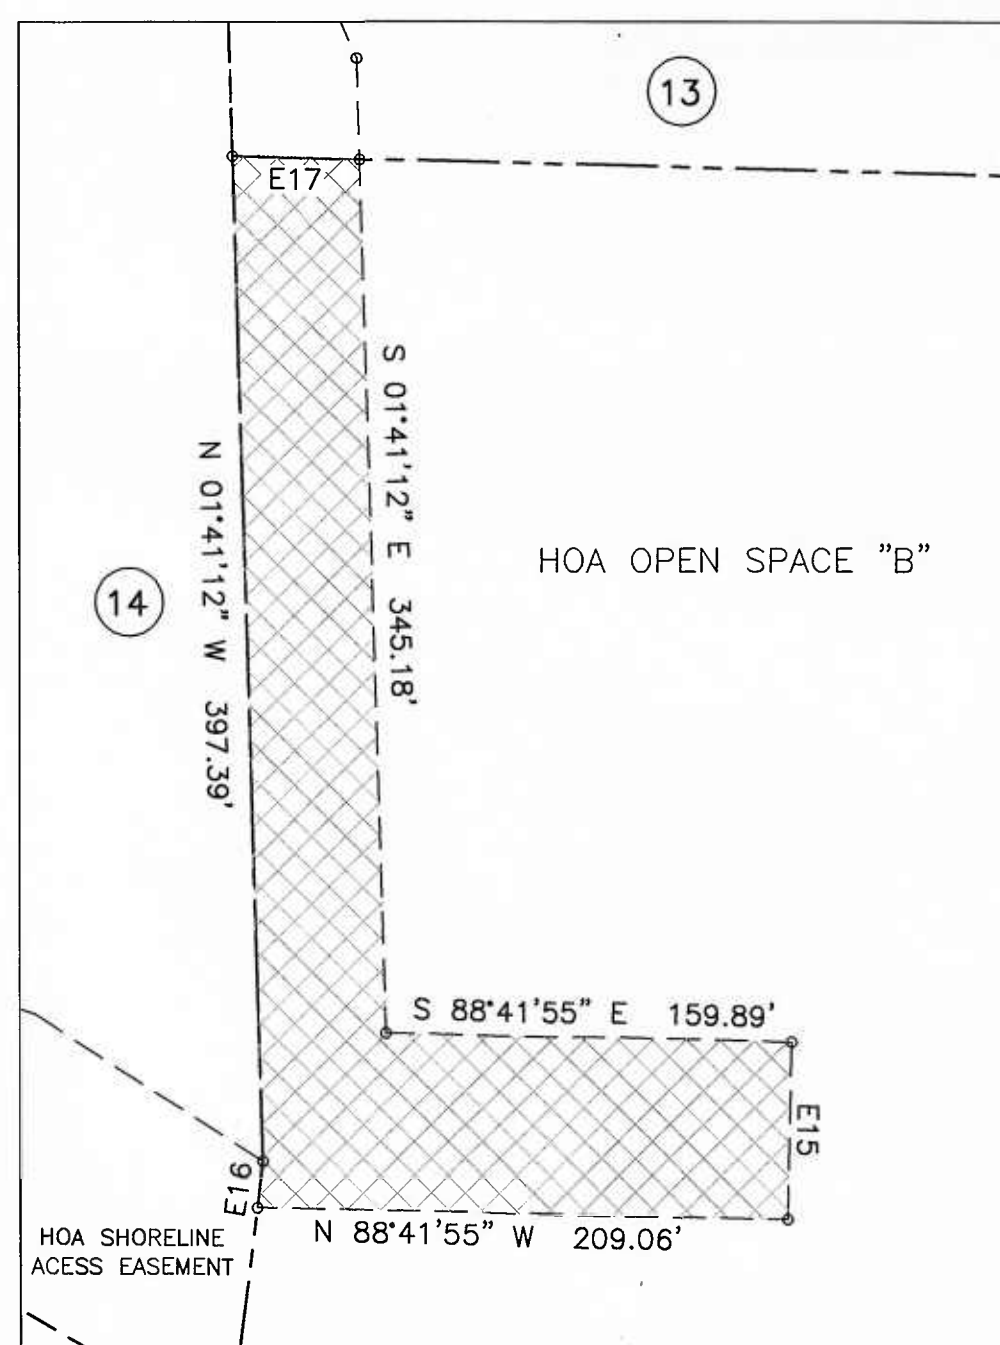 13
E17
S 01°41'12" E 345.18'
N 01°41'12" W 397.39'
HOA OPEN SPACE "B"
14
S 88°41'55" E 159.89'
E15
E16
N 88°41'55" W 209.06'
HOA SHORELINE
ACESS EASEMENT